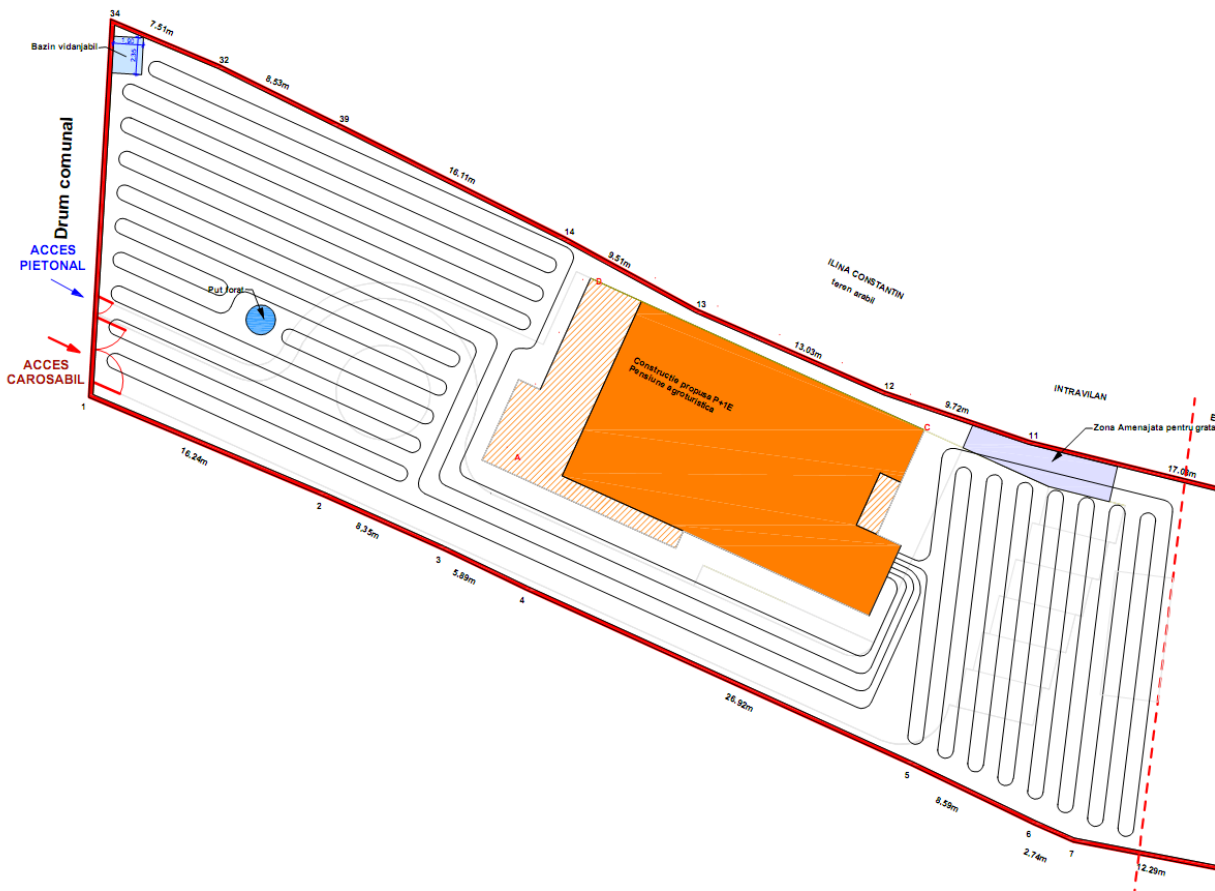 34
7.51m
Bazin vidanjabil
2.85
32
8.53m
39
Drum comunal
16.11m
14
9.51m
ACCES
PIETONAL
ILINA CONSTANTIN
teren arabil
D
Put forat
13
13.03m
ACCES
CAROSABIL
Constructie propusa P+1E
Pensiune agroturistica
12
INTRAVILAN
9.72m
1
C
11
Zona Amenajata pentru grata
16.24m
A
17.03m
2
8.35m
3
5.89m
4
26.92m
5
8.59m
6
7
2.74m
12.29m